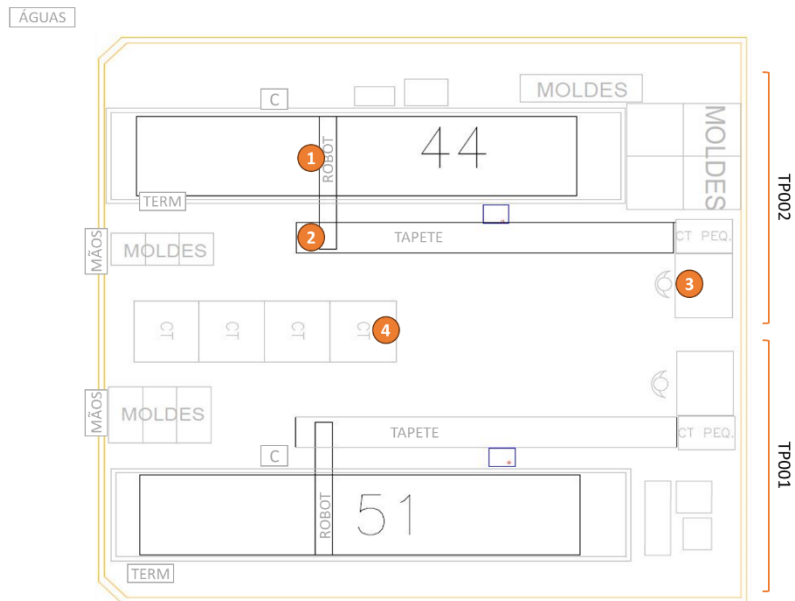 ÁGUAS
MOLDES
C
MOLDES
44
1
ROBOT
TP002
TERM
2
TAPETE
CT PEQ.
MÃOS
MOLDES
3
CT
CT
CT
CT
4
MÃOS
MOLDES
TAPETE
CT PEQ.
C
TP001
ROBOT
51
TERM